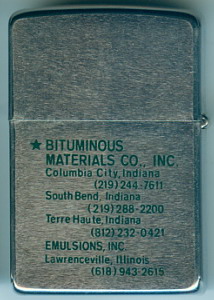 ★ BITUMINOUS
MATERIALS CO., INC.
Columbia City, Indiana
(219) 244-7611
South Bend, Indiana
(219) 288-2200
Terre Haute, Indiana
(812) 232-0421
EMULSIONS, INC.
Lawrenceville, Illinois
(618) 943-2615